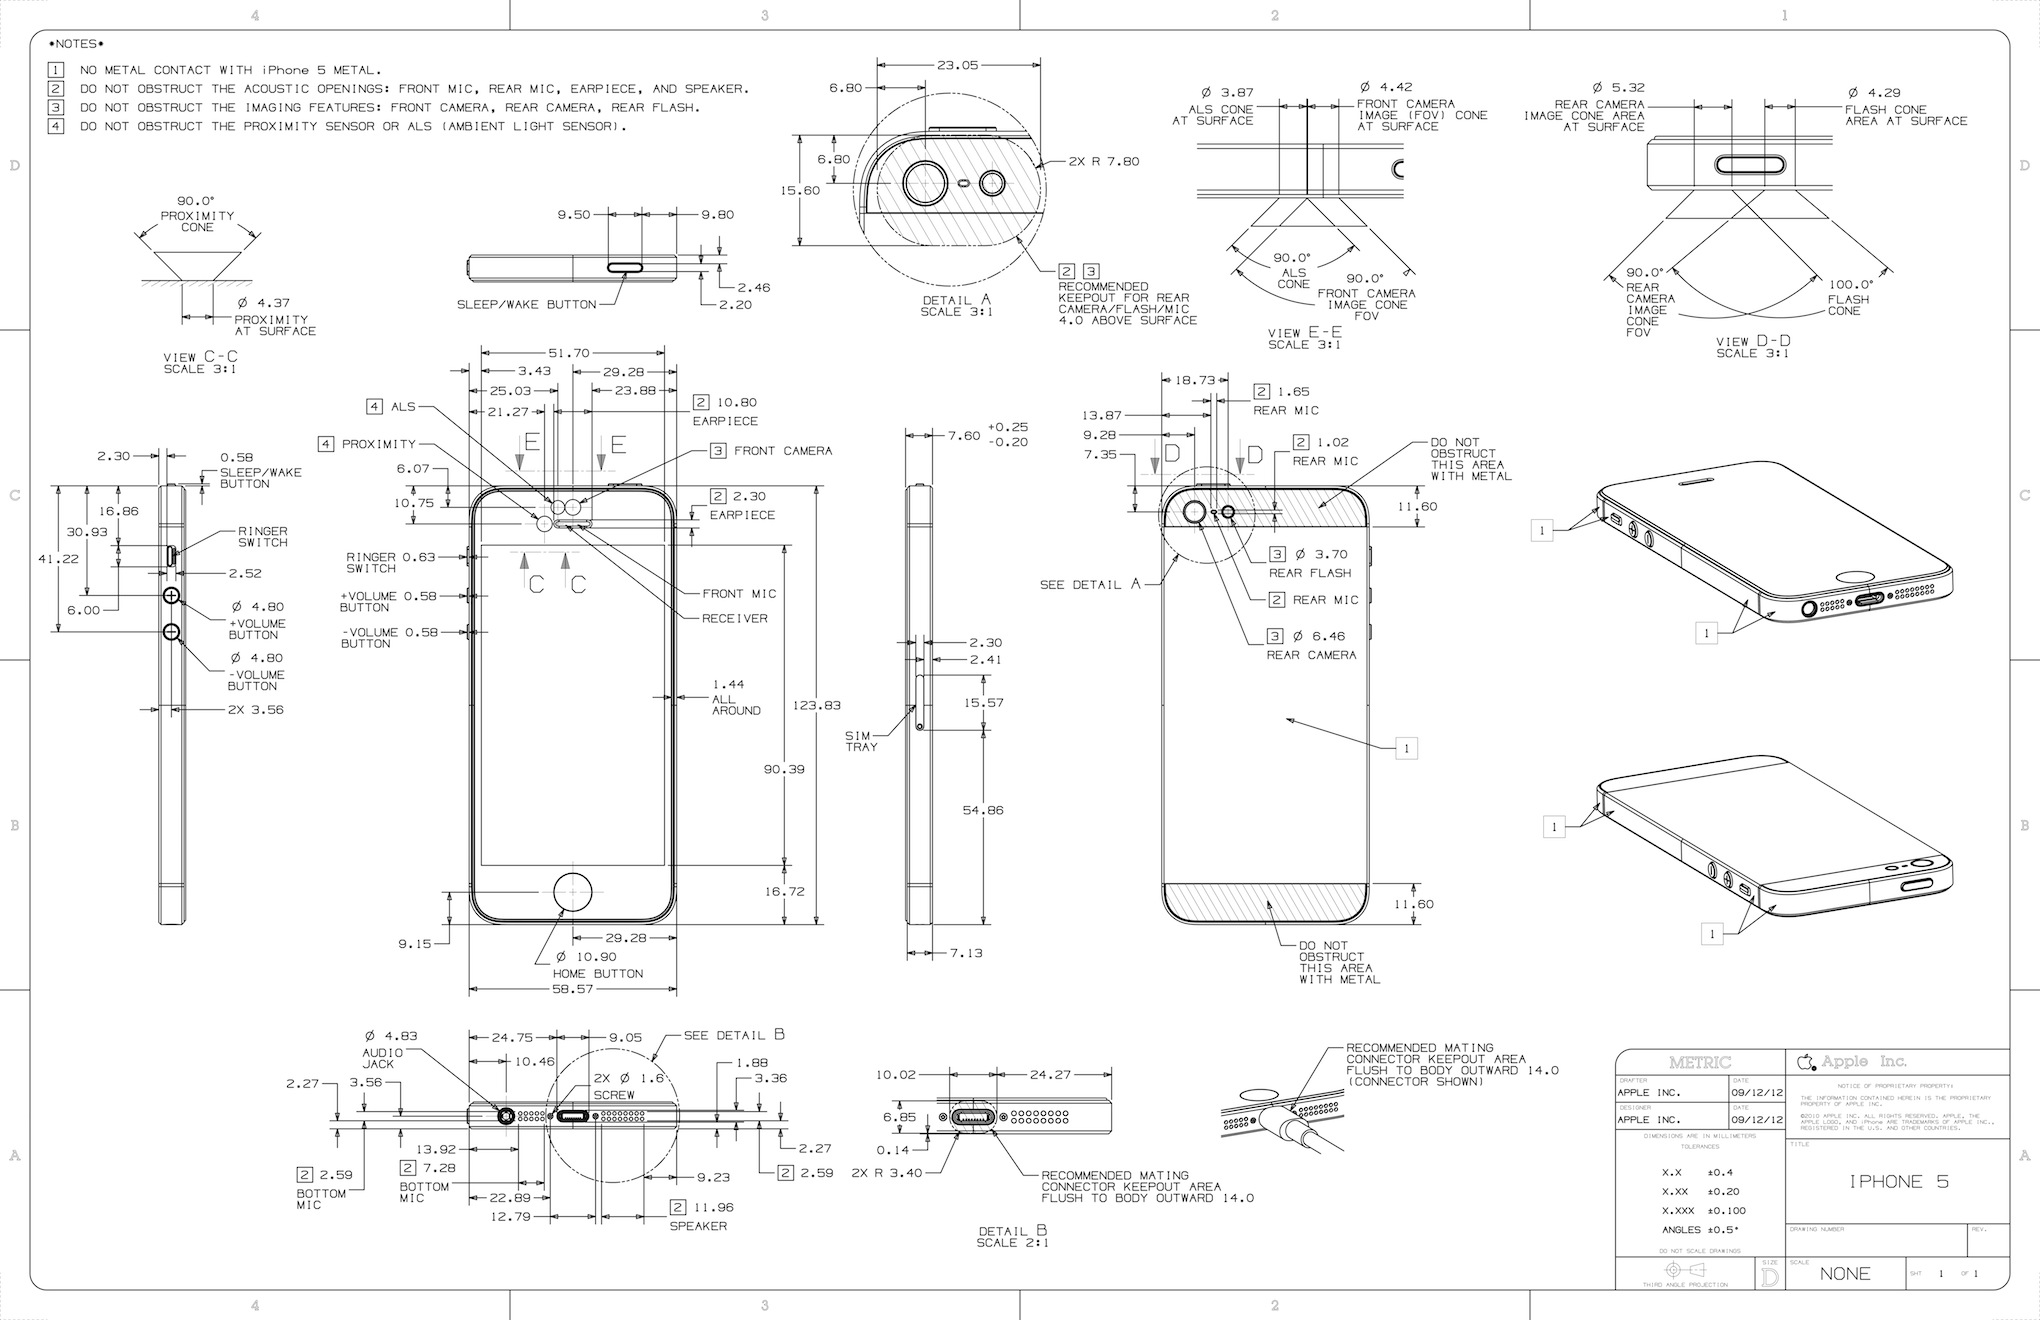 4 3 2 1
*NOTES*
1 NO METAL CONTACT WITH iPhone 5 METAL.
2 DO NOT OBSTRUCT THE ACOUSTIC OPENINGS: FRONT MIC, REAR MIC, EARPIECE, AND SPEAKER.
3 DO NOT OBSTRUCT THE IMAGING FEATURES: FRONT CAMERA, REAR CAMERA, REAR FLASH.
4 DO NOT OBSTRUCT THE PROXIMITY SENSOR OR ALS (AMBIENT LIGHT SENSOR).
D
D
90.0°
PROXIMITY
CONE
Ø 4.37
PROXIMITY
AT SURFACE
VIEW C-C
SCALE 3:1
9.50
9.80
SLEEP/WAKE BUTTON
2.46
2.20
23.05
6.80
6.80
15.60
2X R 7.80
2 3
RECOMMENDED
KEEPOUT FOR REAR
CAMERA/FLASH/MIC
4.0 ABOVE SURFACE
DETAIL A
SCALE 3:1
Ø 3.87
ALS CONE
AT SURFACE
Ø 4.42
FRONT CAMERA
IMAGE (FOV) CONE
AT SURFACE
90.0°
ALS
CONE
90.0°
FRONT CAMERA
IMAGE CONE
FOV
VIEW E-E
SCALE 3:1
Ø 5.32
REAR CAMERA
IMAGE CONE AREA
AT SURFACE
Ø 4.29
FLASH CONE
AREA AT SURFACE
90.0°
REAR
CAMERA
IMAGE
CONE
FOV
100.0°
FLASH
CONE
VIEW D-D
SCALE 3:1
C
C
2.30
0.58
SLEEP/WAKE
BUTTON
16.86
30.93
41.22
RINGER
SWITCH
2.52
6.00
Ø 4.80
+VOLUME
BUTTON
Ø 4.80
-VOLUME
BUTTON
2X 3.56
51.70
3.43
29.28
25.03
23.88
21.27
4 ALS
4 PROXIMITY
6.07
10.75
E E
2 10.80
EARPIECE
3 FRONT CAMERA
2 2.30
EARPIECE
RINGER 0.63
SWITCH
+VOLUME 0.58
BUTTON
-VOLUME 0.58
BUTTON
C C
FRONT MIC
RECEIVER
1.44
ALL
AROUND
123.83
90.39
16.72
9.15
29.28
Ø 10.90
HOME BUTTON
58.57
7.60 +0.25
-0.20
2.30
2.41
15.57
SIM
TRAY
54.86
7.13
18.73
2 1.65
REAR MIC
13.87
9.28
7.35
D D
2 1.02
REAR MIC
DO NOT
OBSTRUCT
THIS AREA
WITH METAL
11.60
3 Ø 3.70
REAR FLASH
SEE DETAIL A
2 REAR MIC
3 Ø 6.46
REAR CAMERA
1
11.60
DO NOT
OBSTRUCT
THIS AREA
WITH METAL
1
1
1
1
B
B
Ø 4.83
AUDIO
JACK
24.75
9.05
SEE DETAIL B
10.46
2X Ø 1.6
SCREW
1.88
3.36
2.27
3.56
13.92
2.27
2 2.59
BOTTOM
MIC
2 7.28
BOTTOM
MIC
22.89
12.79
9.23
2 2.59
2 11.96
SPEAKER
10.02
24.27
6.85
0.14
2X R 3.40
RECOMMENDED MATING
CONNECTOR KEEPOUT AREA
FLUSH TO BODY OUTWARD 14.0
DETAIL B
SCALE 2:1
RECOMMENDED MATING
CONNECTOR KEEPOUT AREA
FLUSH TO BODY OUTWARD 14.0
(CONNECTOR SHOWN)
A
A
METRIC
DRAFTER
APPLE INC.
DATE
09/12/12
DESIGNER
APPLE INC.
DATE
09/12/12
DIMENSIONS ARE IN MILLIMETERS
TOLERANCES
X.X ±0.4
X.XX ±0.20
X.XXX ±0.100
ANGLES ±0.5°
DO NOT SCALE DRAWINGS
THIRD ANGLE PROJECTION
SIZE
D
Apple Inc.
NOTICE OF PROPRIETARY PROPERTY:
THE INFORMATION CONTAINED HEREIN IS THE PROPRIETARY
PROPERTY OF APPLE INC.
©2010 APPLE INC. ALL RIGHTS RESERVED. APPLE, THE
APPLE LOGO, AND iPhone ARE TRADEMARKS OF APPLE INC.,
REGISTERED IN THE U.S. AND OTHER COUNTRIES.
TITLE
IPHONE 5
DRAWING NUMBER
REV.
SCALE
NONE
SHT 1 OF 1
4 3 2 1